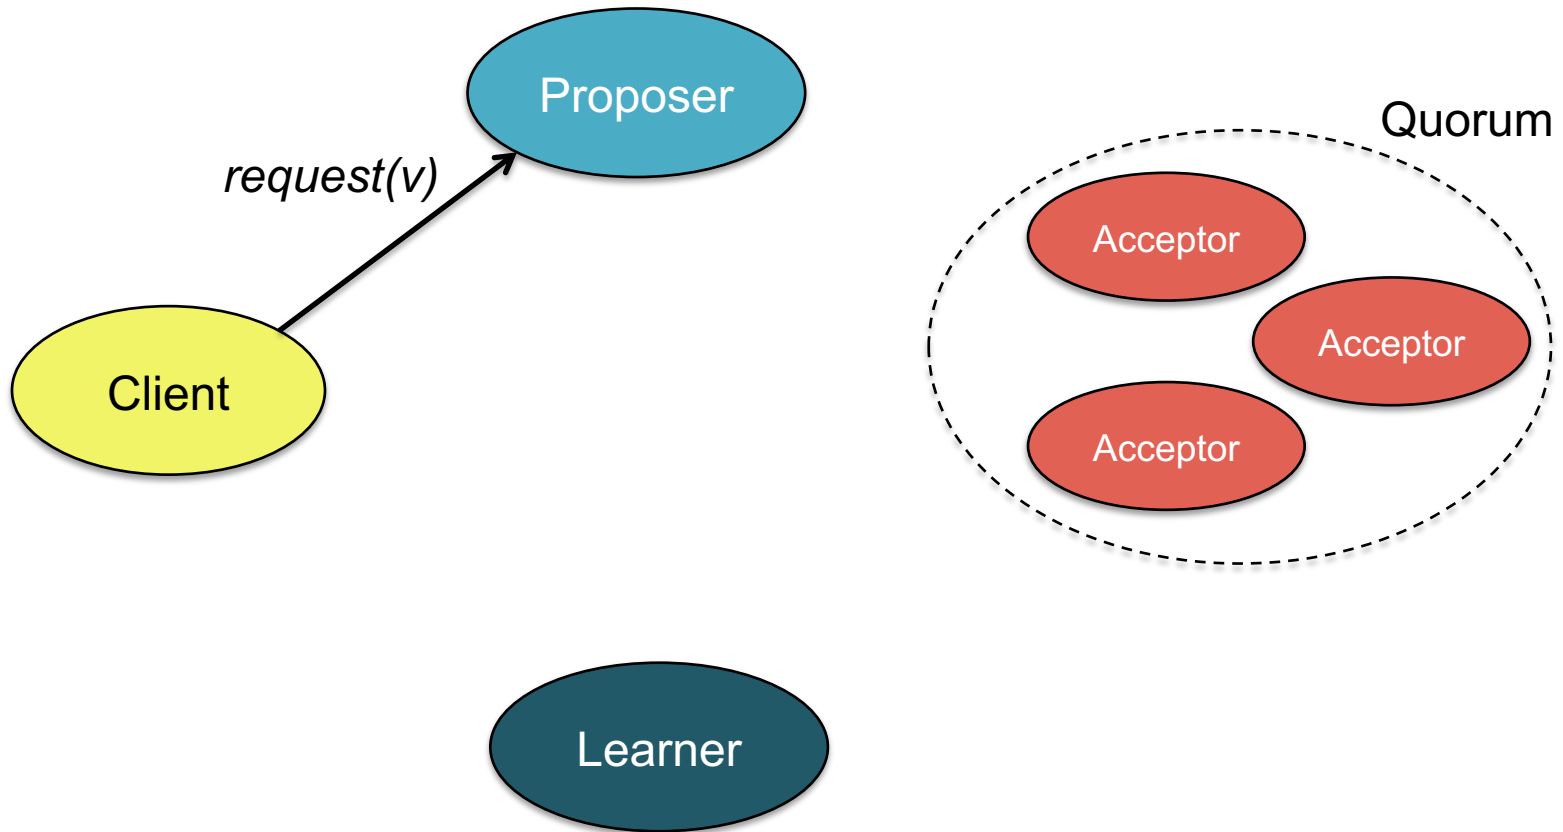 Proposer
Quorum
request(v)
Acceptor
Acceptor
Client
Acceptor
Learner